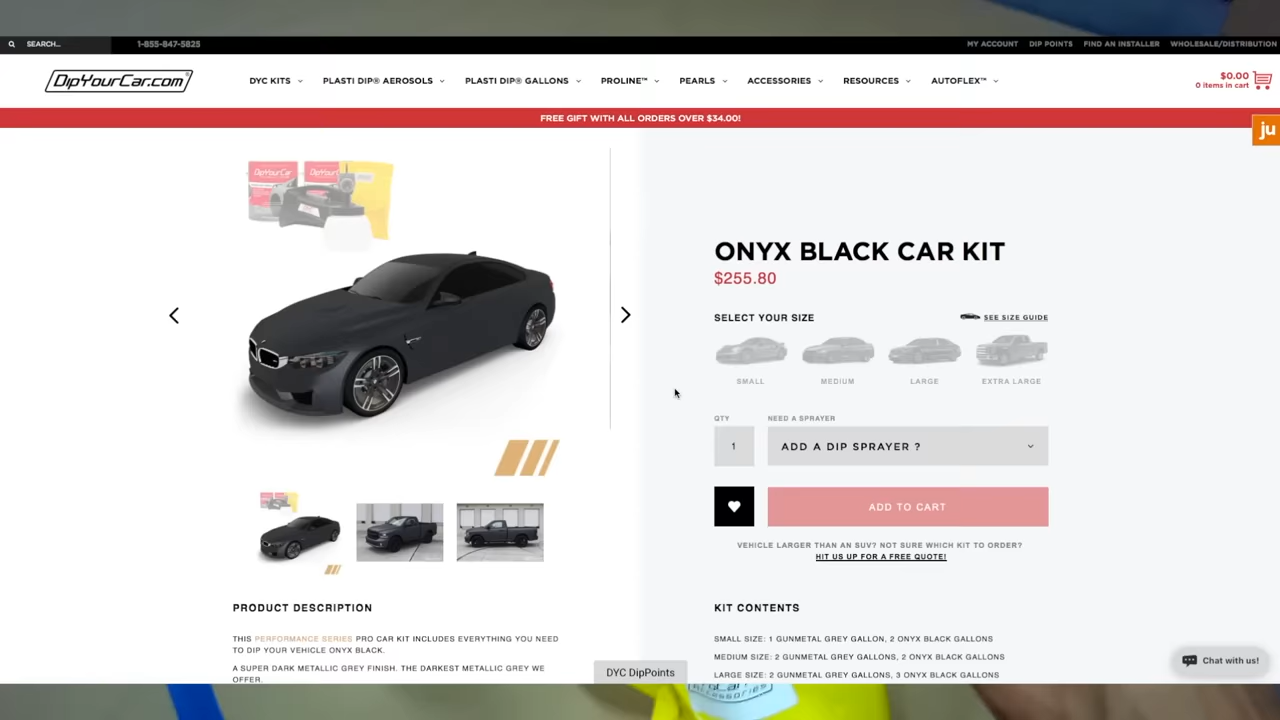 SEARCH...
1-855-847-5825
MY ACCOUNT
DIP POINTS
FIND AN INSTALLER
WHOLESALE/DISTRIBUTION
DipYourCar.com
DYC KITS
PLASTI DIP® AEROSOLS
PLASTI DIP® GALLONS
PROLINE™
PEARLS
ACCESSORIES
RESOURCES
AUTOFLEX™
$0.00
0 items in cart
FREE GIFT WITH ALL ORDERS OVER $34.00!
ju
DipYourCar
DipYourCar
ONYX BLACK CAR KIT
$255.80
SELECT YOUR SIZE
SEE SIZE GUIDE
SMALL
MEDIUM
LARGE
EXTRA LARGE
QTY
NEED A SPRAYER
1
ADD A DIP SPRAYER ?
ADD TO CART
VEHICLE LARGER THAN AN SUV? NOT SURE WHICH KIT TO ORDER?
HIT US UP FOR A FREE QUOTE!
PRODUCT DESCRIPTION
THIS PERFORMANCE SERIES PRO CAR KIT INCLUDES EVERYTHING YOU NEED
TO DIP YOUR VEHICLE ONYX BLACK.
A SUPER DARK METALLIC GREY FINISH. THE DARKEST METALLIC GREY WE
OFFER.
KIT CONTENTS
SMALL SIZE: 1 GUNMETAL GREY GALLON, 2 ONYX BLACK GALLONS
MEDIUM SIZE: 2 GUNMETAL GREY GALLONS, 2 ONYX BLACK GALLONS
LARGE SIZE: 2 GUNMETAL GREY GALLONS, 3 ONYX BLACK GALLONS
DYC DipPoints
Chat with us!